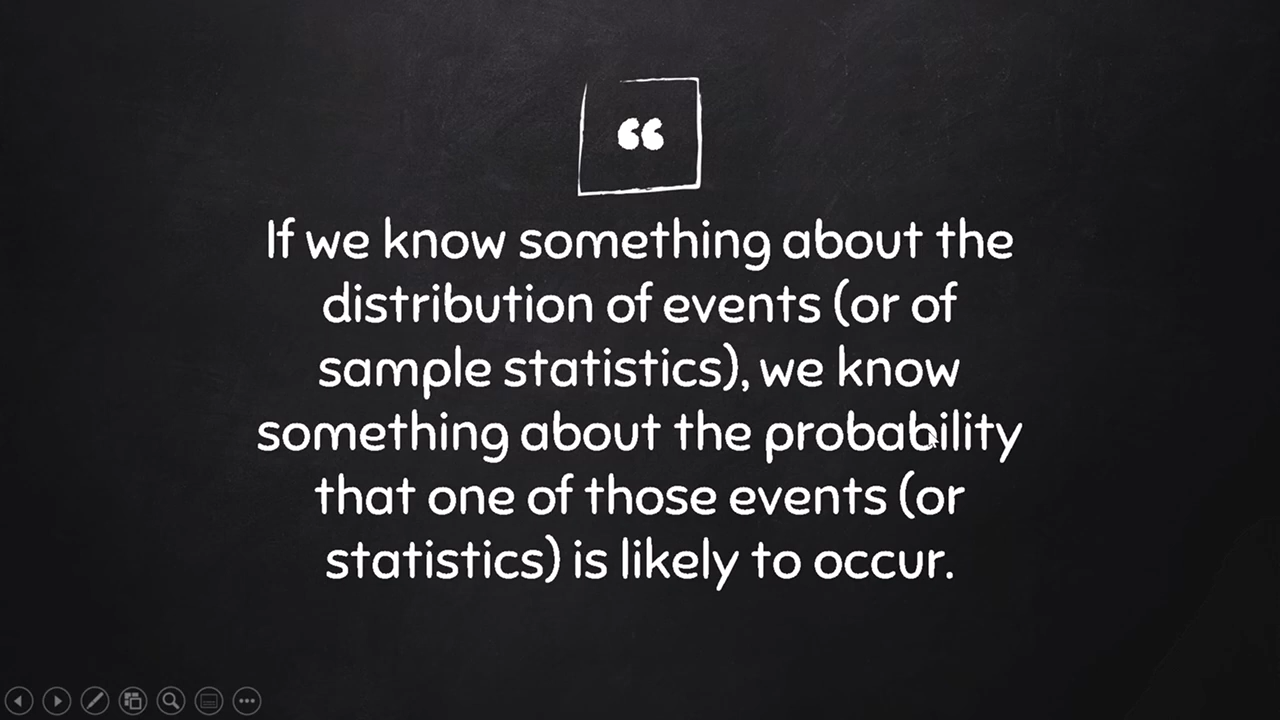 “
If we know something about the
distribution of events (or of
sample statistics), we know
something about the probability
that one of those events (or
statistics) is likely to occur.